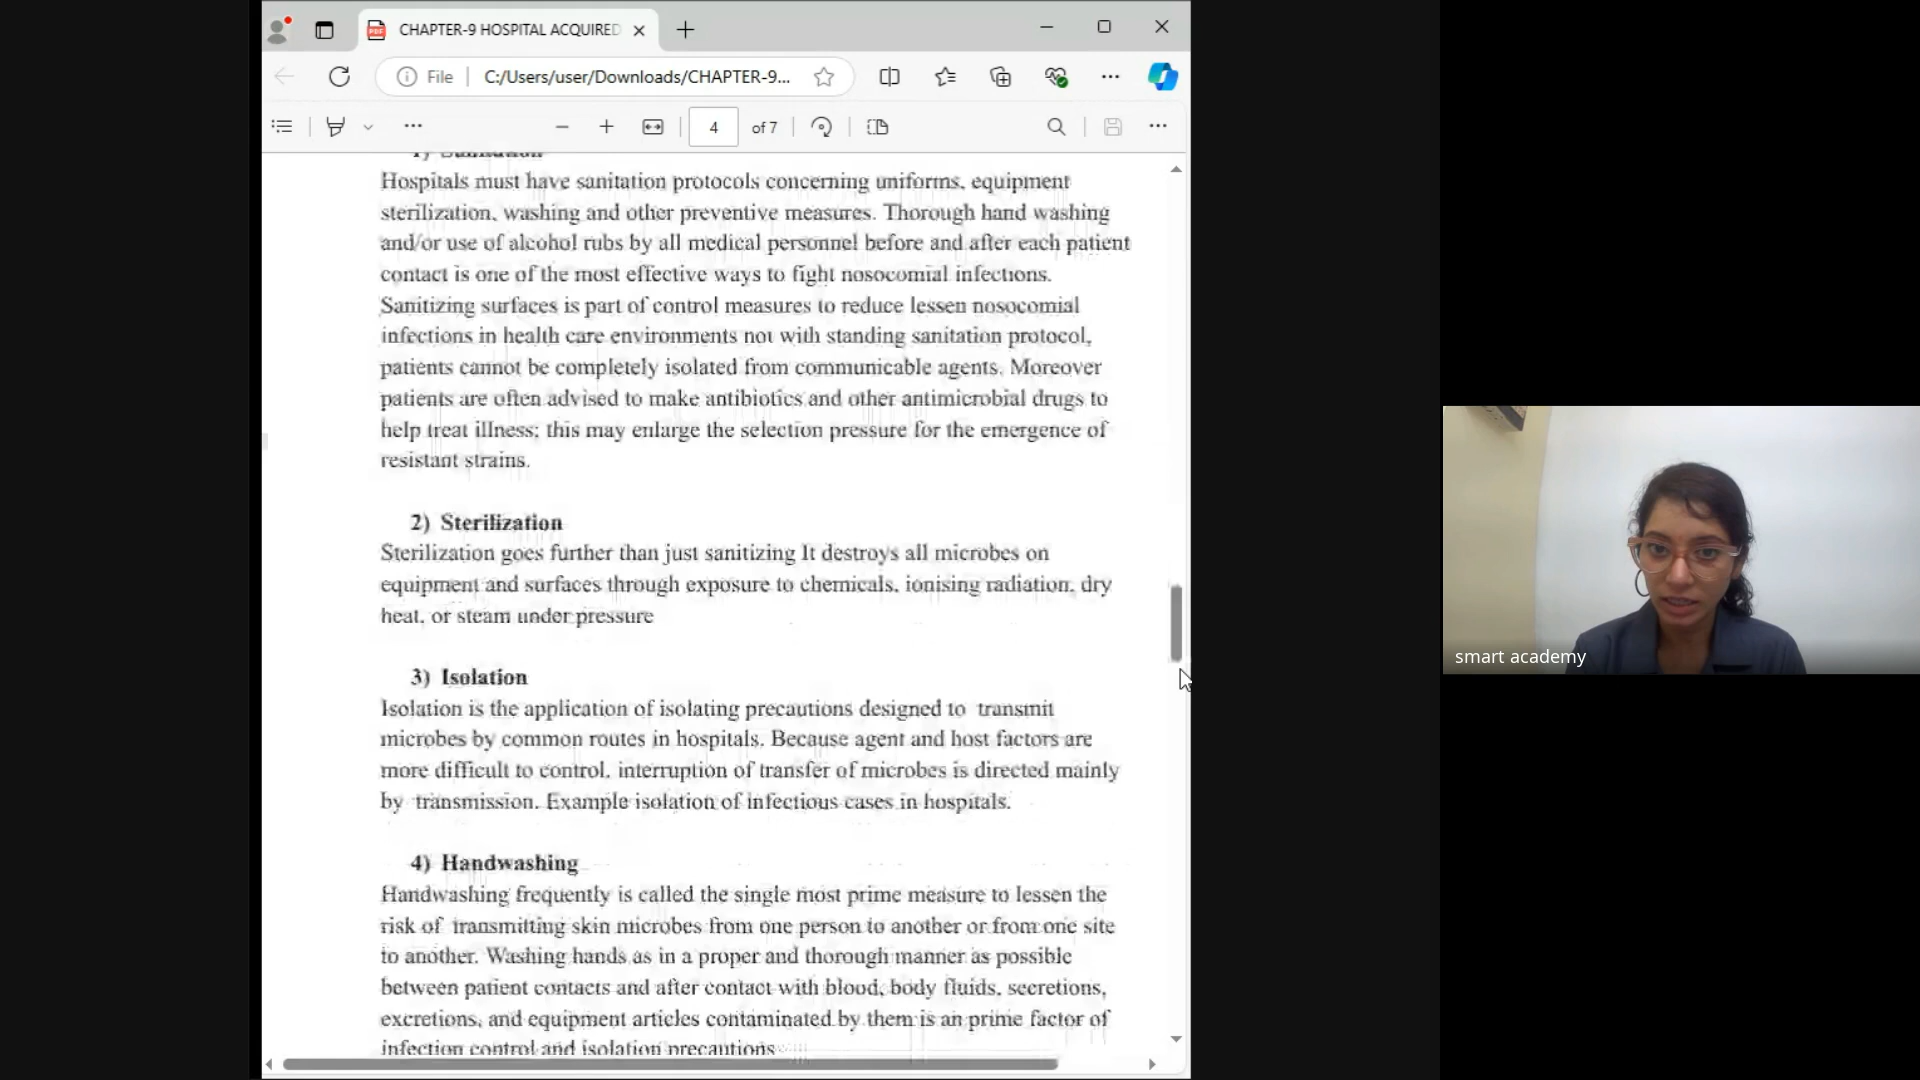 CHAPTER-9 HOSPITAL ACQUIRED
File
C:/Users/user/Downloads/CHAPTER-9...
4 of 7
Hospitals must have sanitation protocols concerning uniforms, equipment
sterilization, washing and other preventive measures. Thorough hand washing
and/or use of alcohol rubs by all medical personnel before and after each patient
contact is one of the most effective ways to fight nosocomial infections.
Sanitizing surfaces is part of control measures to reduce lessen nosocomial
infections in health care environments not with standing sanitation protocol,
patients cannot be completely isolated from communicable agents. Moreover
patients are often advised to make antibiotics and other antimicrobial drugs to
help treat illness; this may enlarge the selection pressure for the emergence of
resistant strains.
2) Sterilization
Sterilization goes further than just sanitizing It destroys all microbes on
equipment and surfaces through exposure to chemicals, ionising radiation, dry
heat, or steam under pressure
3) Isolation
Isolation is the application of isolating precautions designed to transmit
microbes by common routes in hospitals. Because agent and host factors are
more difficult to control, interruption of transfer of microbes is directed mainly
by transmission. Example isolation of infectious cases in hospitals.
4) Handwashing
Handwashing frequently is called the single most prime measure to lessen the
risk of transmitting skin microbes from one person to another or from one site
to another. Washing hands as in a proper and thorough manner as possible
between patient contacts and after contact with blood, body fluids, secretions,
excretions, and equipment articles contaminated by them is an prime factor of
infection control and isolation precautions
smart academy